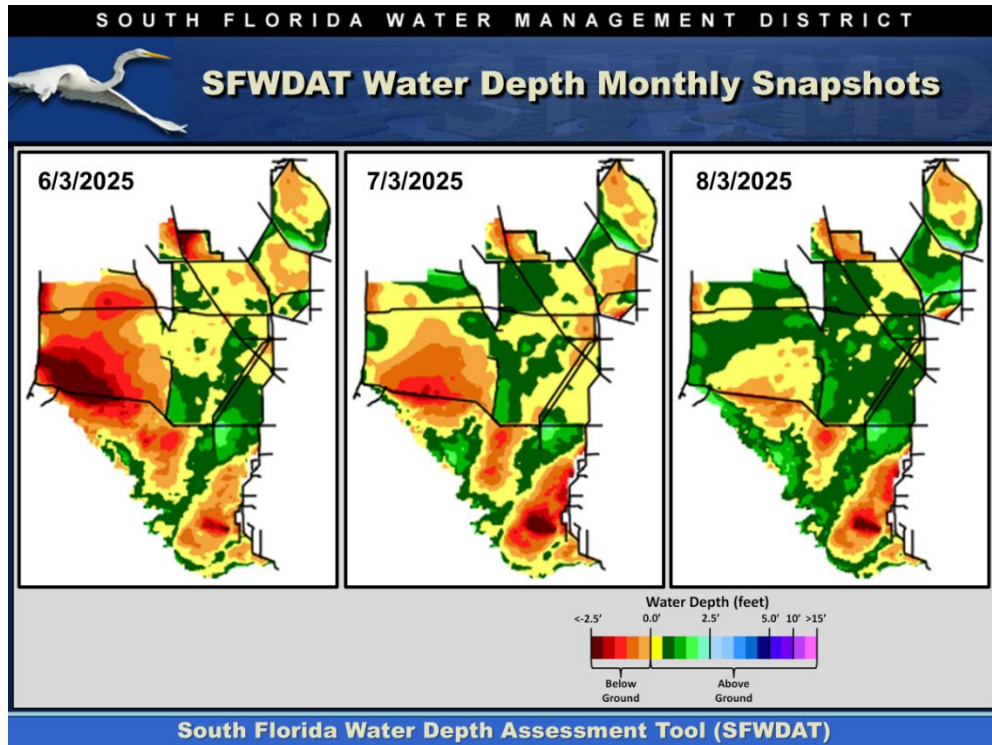 SOUTH FLORIDA WATER MANAGEMENT DISTRICT
SFWDAT Water Depth Monthly Snapshots
6/3/2025
7/3/2025
8/3/2025
Water Depth (feet)
<-2.5' 0.0' 2.5' 5.0' 10' >15'
Below Ground
Above Ground
South Florida Water Depth Assessment Tool (SFWDAT)